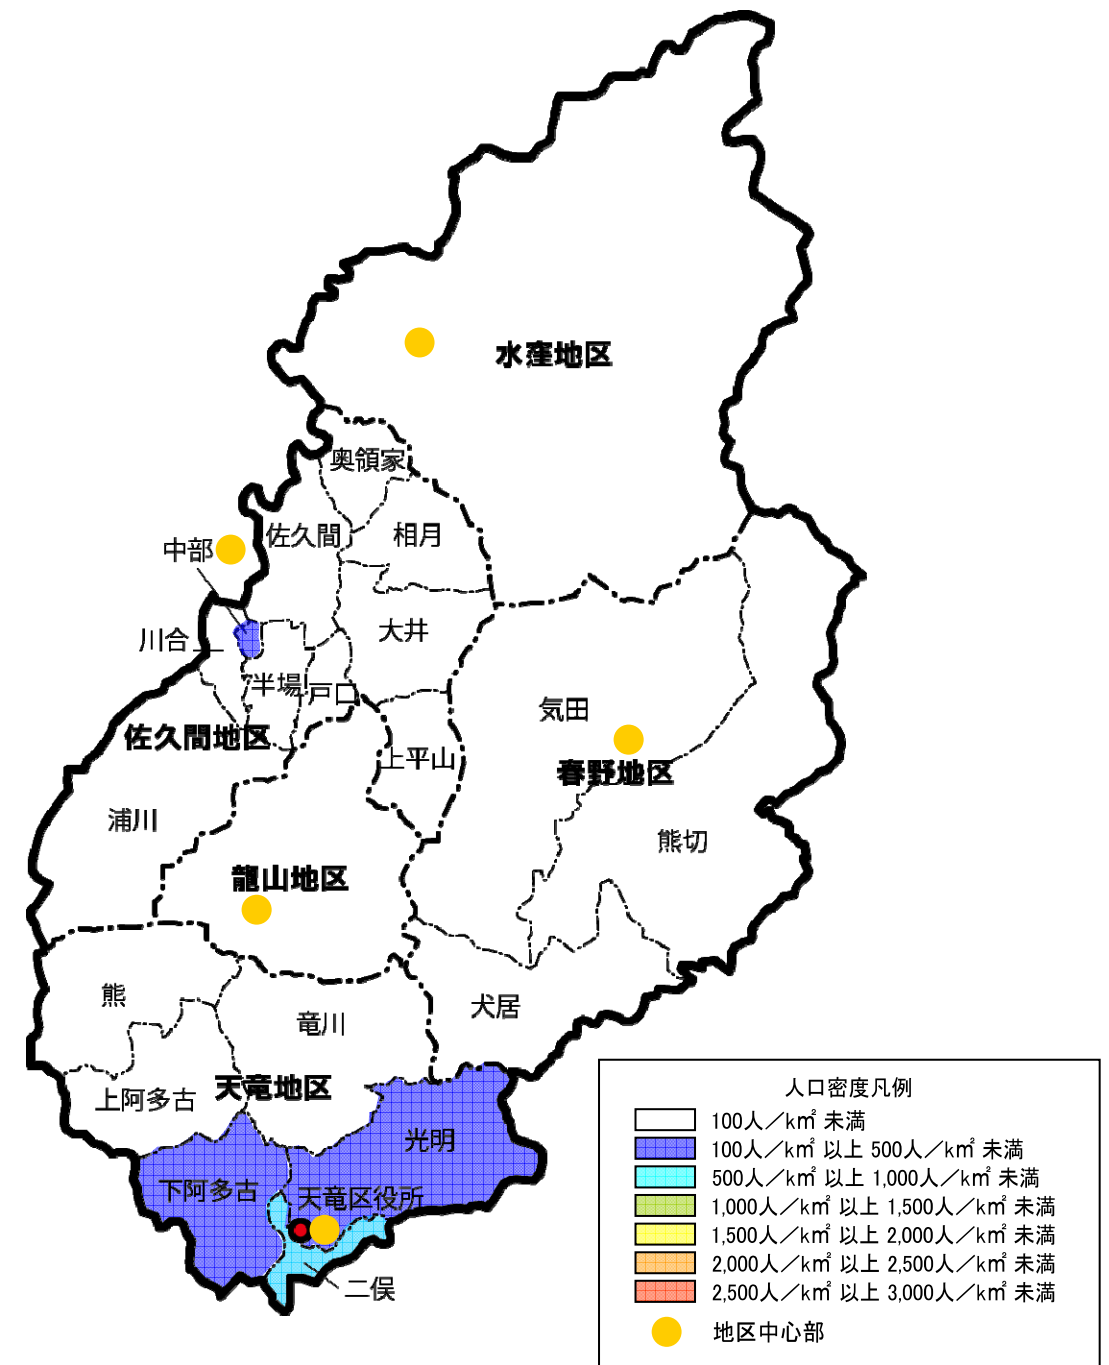 水窪地区
奥領家
佐久間
相月
中部
大井
川合
半場
戸口
気田
佐久間地区
上平山
春野地区
浦川
熊切
龍山地区
熊
犬居
竜川
天竜地区
上阿多古
光明
下阿多古
天竜区役所
二俣
人口密度凡例
100人／k㎡ 未満
100人／k㎡ 以上 500人／k㎡ 未満
500人／k㎡ 以上 1,000人／k㎡ 未満
1,000人／k㎡ 以上 1,500人／k㎡ 未満
1,500人／k㎡ 以上 2,000人／k㎡ 未満
2,000人／k㎡ 以上 2,500人／k㎡ 未満
2,500人／k㎡ 以上 3,000人／k㎡ 未満
地区中心部